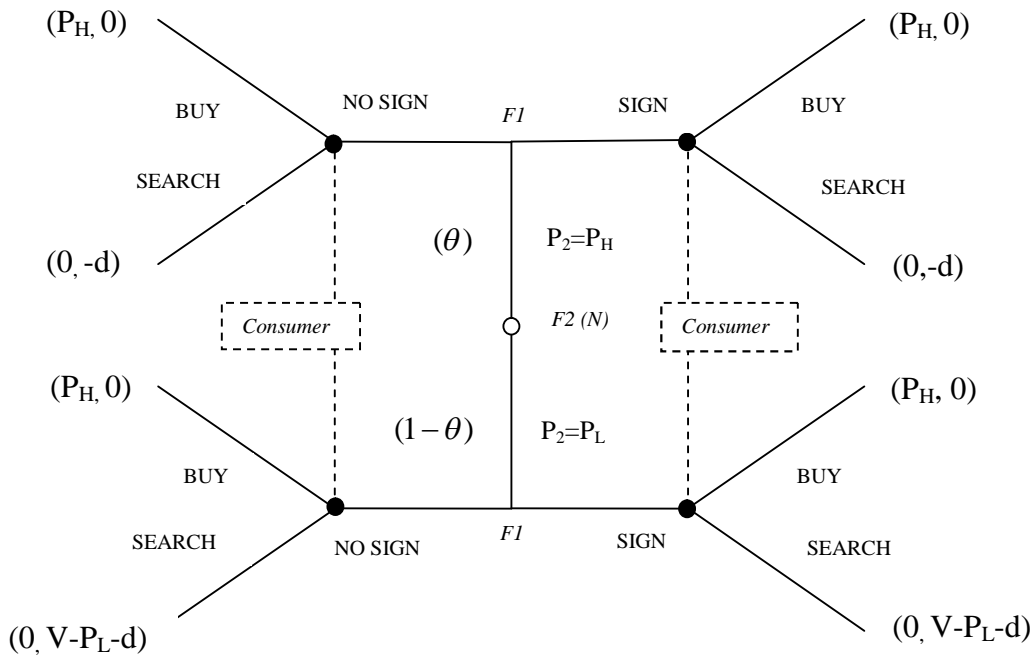 (P_H, 0) (P_H, 0)
NO SIGN F1 SIGN
BUY BUY
SEARCH SEARCH
(θ) P_2=P_H
(0, -d) (0,-d)
Consumer F2 (N) Consumer
(P_H, 0) (P_H, 0)
(1−θ) P_2=P_L
BUY BUY
SEARCH NO SIGN F1 SIGN SEARCH
(0, V-P_L-d) (0, V-P_L-d)